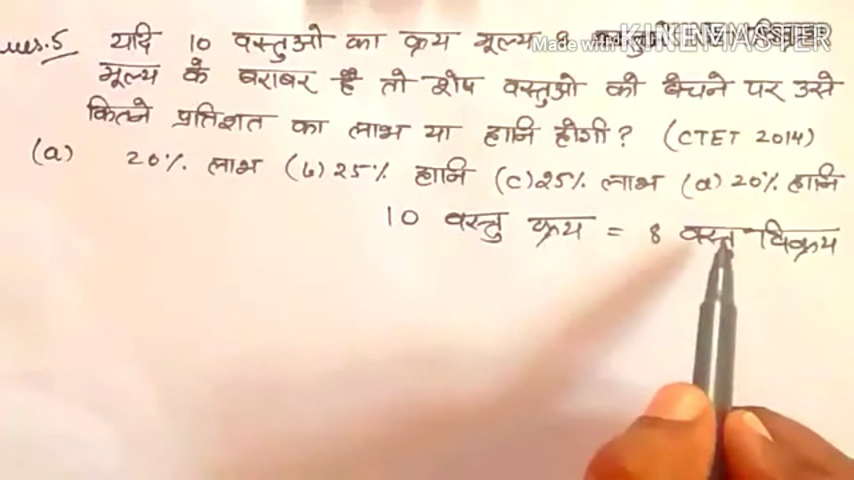 Ques.5 यदि 10 वस्तुओ का क्रय मूल्य 8
Made with KINEMASTER
मूल्य के बराबर है तो शेष वस्तुओ को बेचने पर उसे
कितने प्रतिशत का लाभ या हानि होगी? (CTET 2014)
(a) 20% लाभ (b) 25% हानि (c) 25% लाभ (d) 20% हानि
10 वस्तु क्रय = 8 वस्तु विक्रय